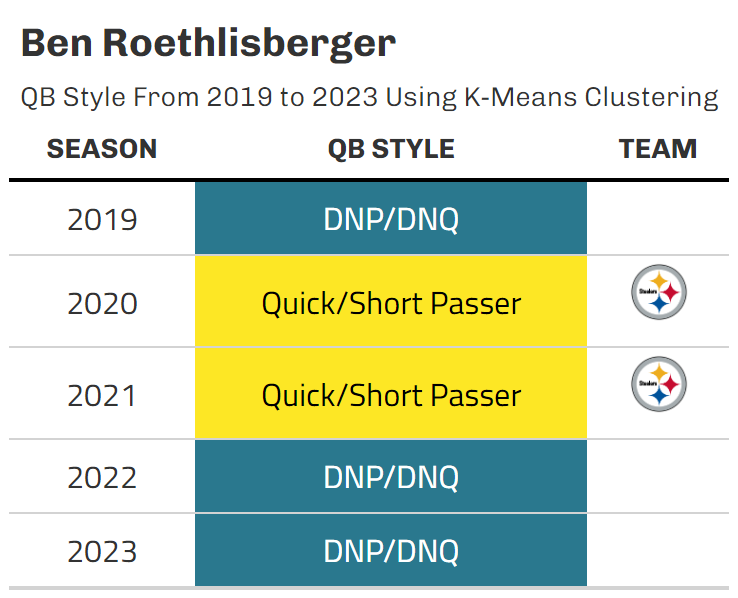 Ben Roethlisberger
QB Style From 2019 to 2023 Using K-Means Clustering
SEASON QB STYLE TEAM
2019 DNP/DNQ
2020 Quick/Short Passer Steelers
2021 Quick/Short Passer Steelers
2022 DNP/DNQ
2023 DNP/DNQ